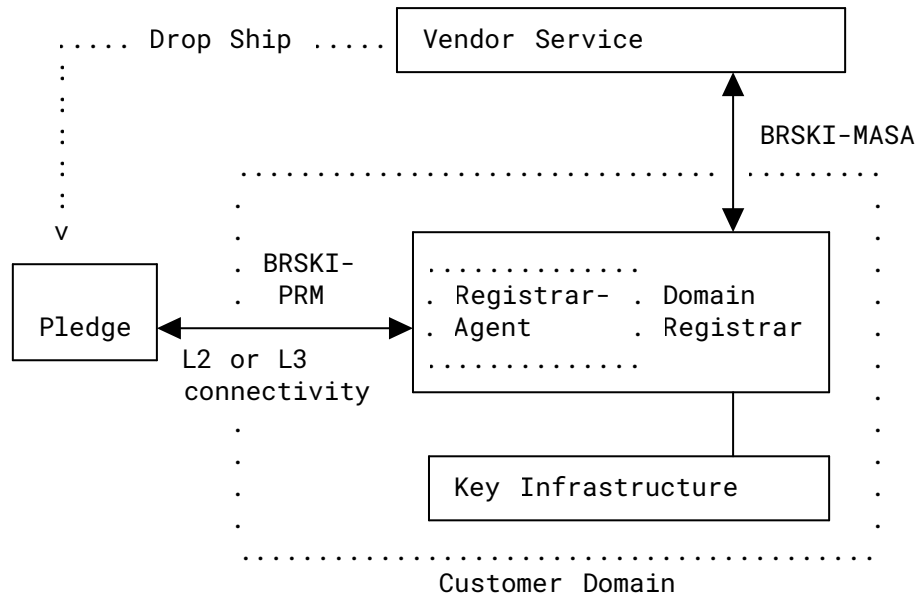 Drop Ship
Vendor Service
BRSKI-MASA
v
BRSKI-
PRM
Registrar-
Agent
Domain
Registrar
Pledge
L2 or L3
connectivity
Key Infrastructure
Customer Domain